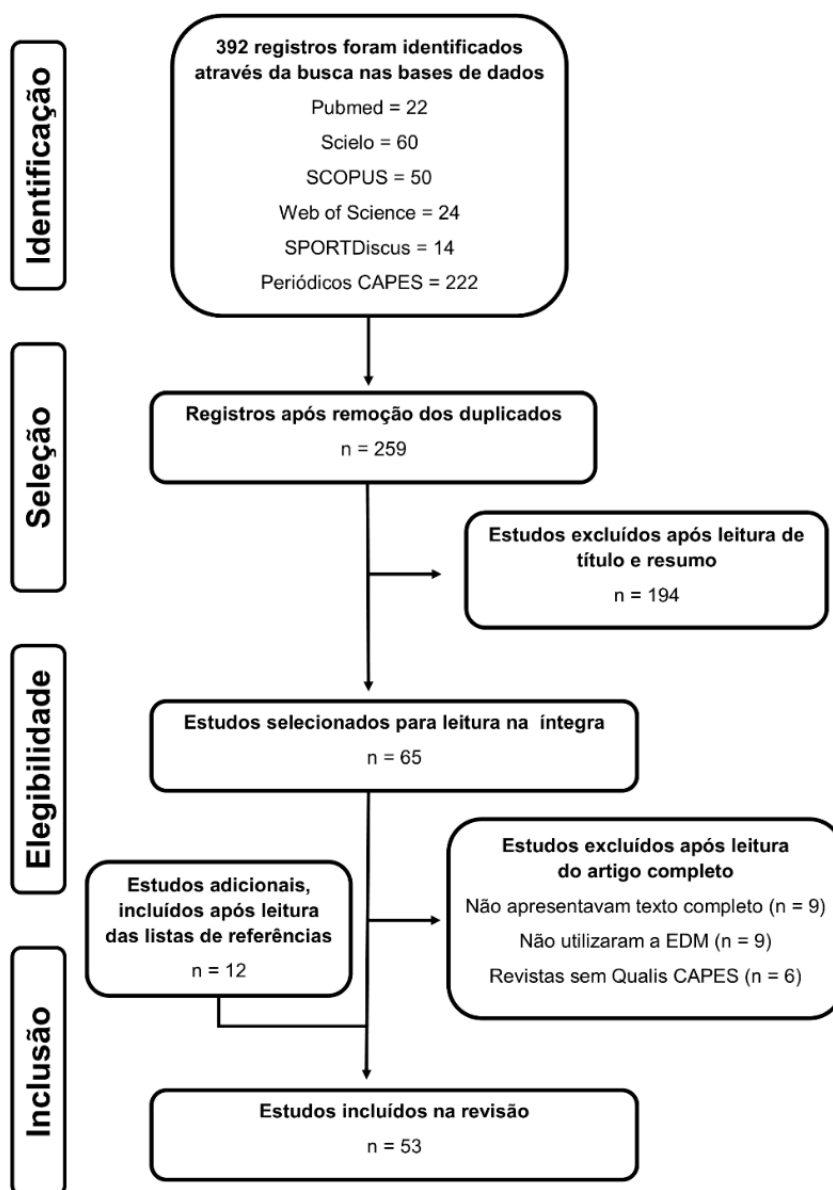 Identificação
392 registros foram identificados
através da busca nas bases de dados
Pubmed = 22
Scielo = 60
SCOPUS = 50
Web of Science = 24
SPORTDiscus = 14
Periódicos CAPES = 222
Seleção
Registros após remoção dos duplicados
n = 259
Estudos excluídos após leitura de
título e resumo
n = 194
Elegibilidade
Estudos selecionados para leitura na íntegra
n = 65
Estudos excluídos após leitura
do artigo completo
Não apresentavam texto completo (n = 9)
Não utilizaram a EDM (n = 9)
Revistas sem Qualis CAPES (n = 6)
Estudos adicionais,
incluídos após leitura
das listas de referências
n = 12
Inclusão
Estudos incluídos na revisão
n = 53